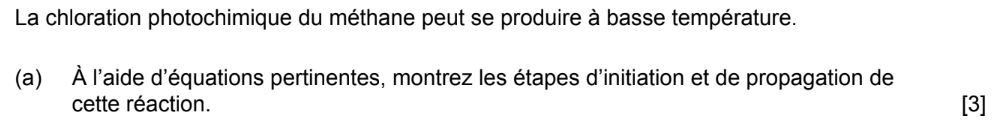 La chloration photochimique du méthane peut se produire à basse température.
(a) À l'aide d'équations pertinentes, montrez les étapes d'initiation et de propagation de
cette réaction. [3]